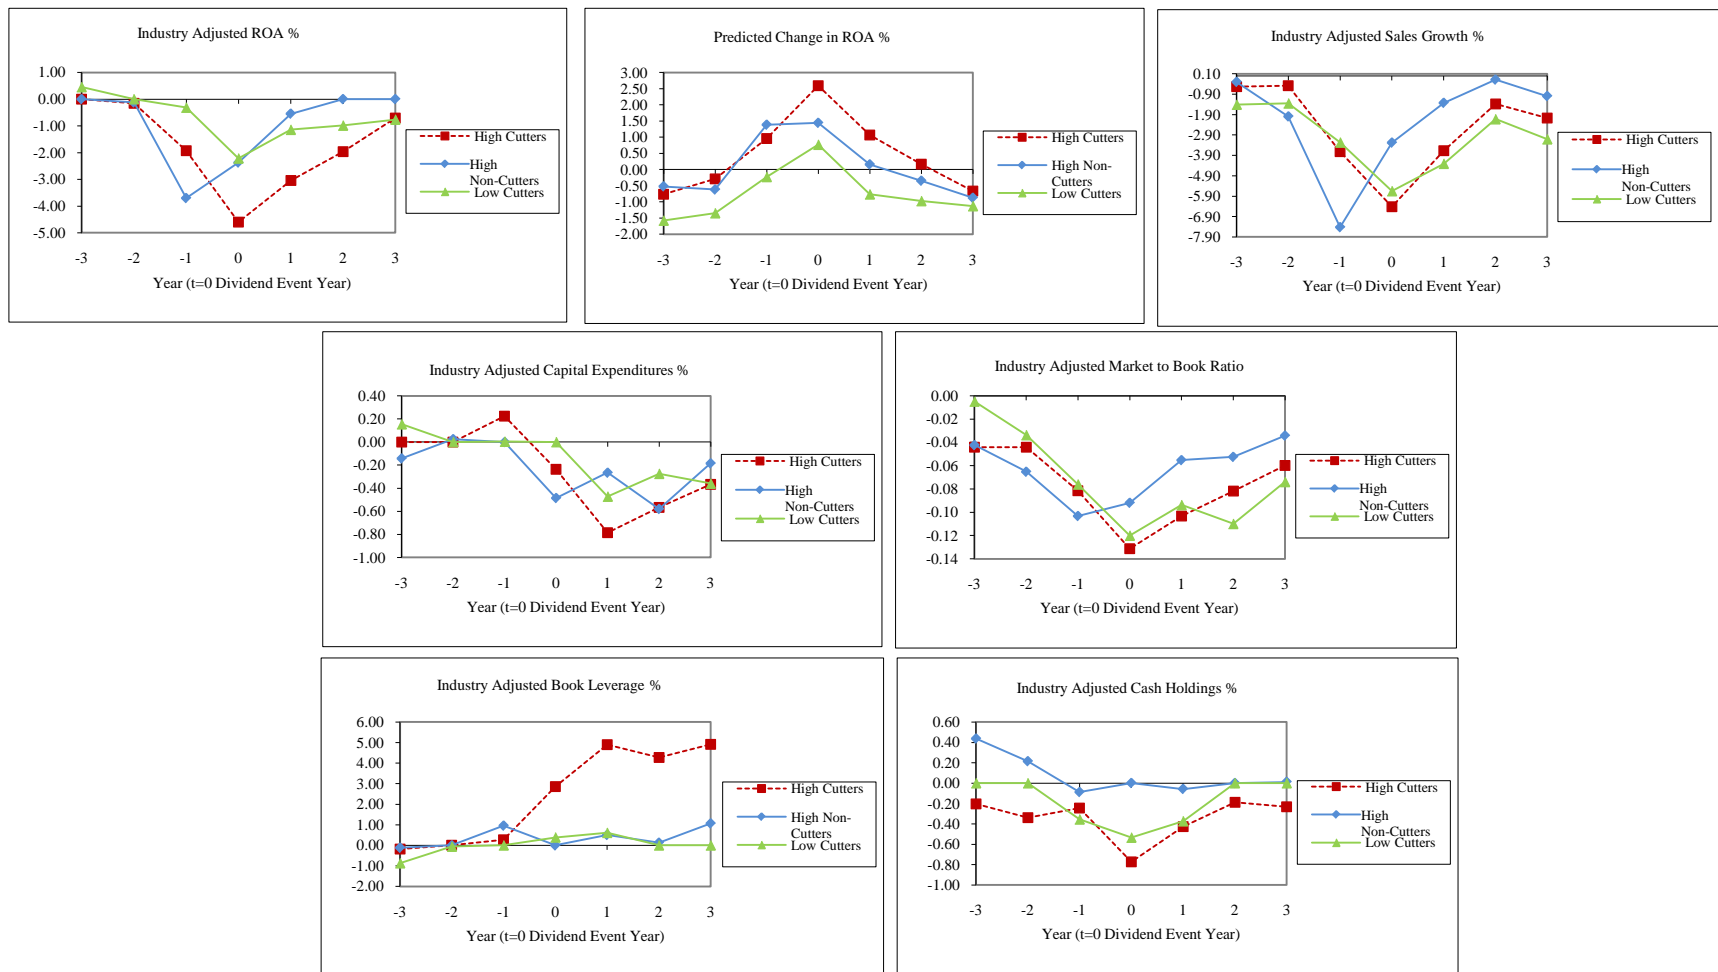 Industry Adjusted ROA %
1.00
0.00
-1.00
-2.00
-3.00
-4.00
-5.00
-3 -2 -1 0 1 2 3
Year (t=0 Dividend Event Year)
High Cutters
High
Non-Cutters
Low Cutters
Predicted Change in ROA %
3.00
2.50
2.00
1.50
1.00
0.50
0.00
-0.50
-1.00
-1.50
-2.00
-3 -2 -1 0 1 2 3
Year (t=0 Dividend Event Year)
High Cutters
High Non-
Cutters
Low Cutters
Industry Adjusted Sales Growth %
0.10
-0.90
-1.90
-2.90
-3.90
-4.90
-5.90
-6.90
-7.90
-3 -2 -1 0 1 2 3
Year (t=0 Dividend Event Year)
High Cutters
High
Non-Cutters
Low Cutters
Industry Adjusted Capital Expenditures %
0.40
0.20
0.00
-0.20
-0.40
-0.60
-0.80
-1.00
-3 -2 -1 0 1 2 3
Year (t=0 Dividend Event Year)
High Cutters
High
Non-Cutters
Low Cutters
Industry Adjusted Market to Book Ratio
0.00
-0.02
-0.04
-0.06
-0.08
-0.10
-0.12
-0.14
-3 -2 -1 0 1 2 3
Year (t=0 Dividend Event Year)
High Cutters
High
Non-Cutters
Low Cutters
Industry Adjusted Book Leverage %
6.00
5.00
4.00
3.00
2.00
1.00
0.00
-1.00
-2.00
-3 -2 -1 0 1 2 3
Year (t=0 Dividend Event Year)
High Cutters
High Non-
Cutters
Low Cutters
Industry Adjusted Cash Holdings %
0.60
0.40
0.20
0.00
-0.20
-0.40
-0.60
-0.80
-1.00
-3 -2 -1 0 1 2 3
Year (t=0 Dividend Event Year)
High Cutters
High
Non-Cutters
Low Cutters